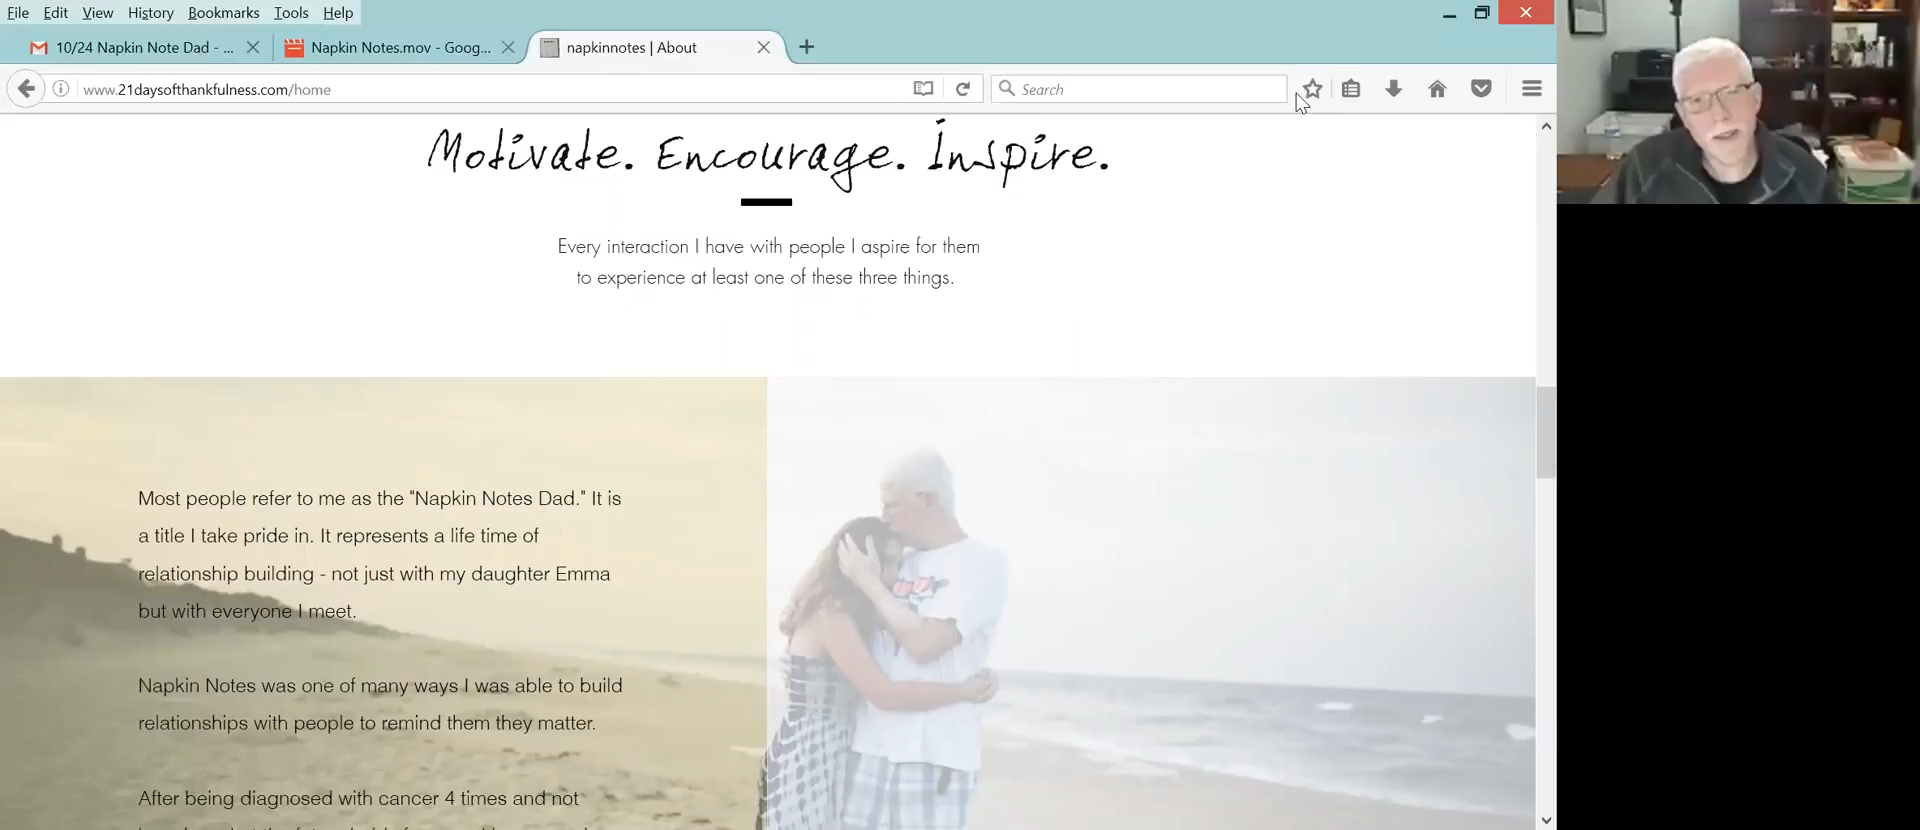 File Edit View History Bookmarks Tools Help
10/24 Napkin Note Dad - ... Napkin Notes.mov - Goog... napkinnotes | About
www.21daysofthankfulness.com/home Search
Motivate. Encourage. Inspire.
Every interaction I have with people I aspire for them
to experience at least one of these three things.
Most people refer to me as the "Napkin Notes Dad." It is
a title I take pride in. It represents a life time of
relationship building - not just with my daughter Emma
but with everyone I meet.
Napkin Notes was one of many ways I was able to build
relationships with people to remind them they matter.
After being diagnosed with cancer 4 times and not